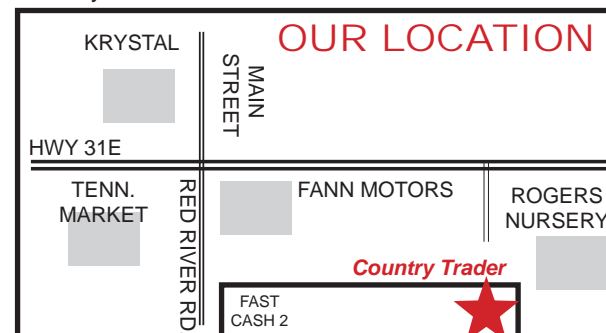 KRYSTAL
OUR LOCATION
MAIN
STREET
HWY 31E
TENN.
MARKET
RED RIVER RD
FANN MOTORS
ROGERS
NURSERY
Country Trader
FAST
CASH 2